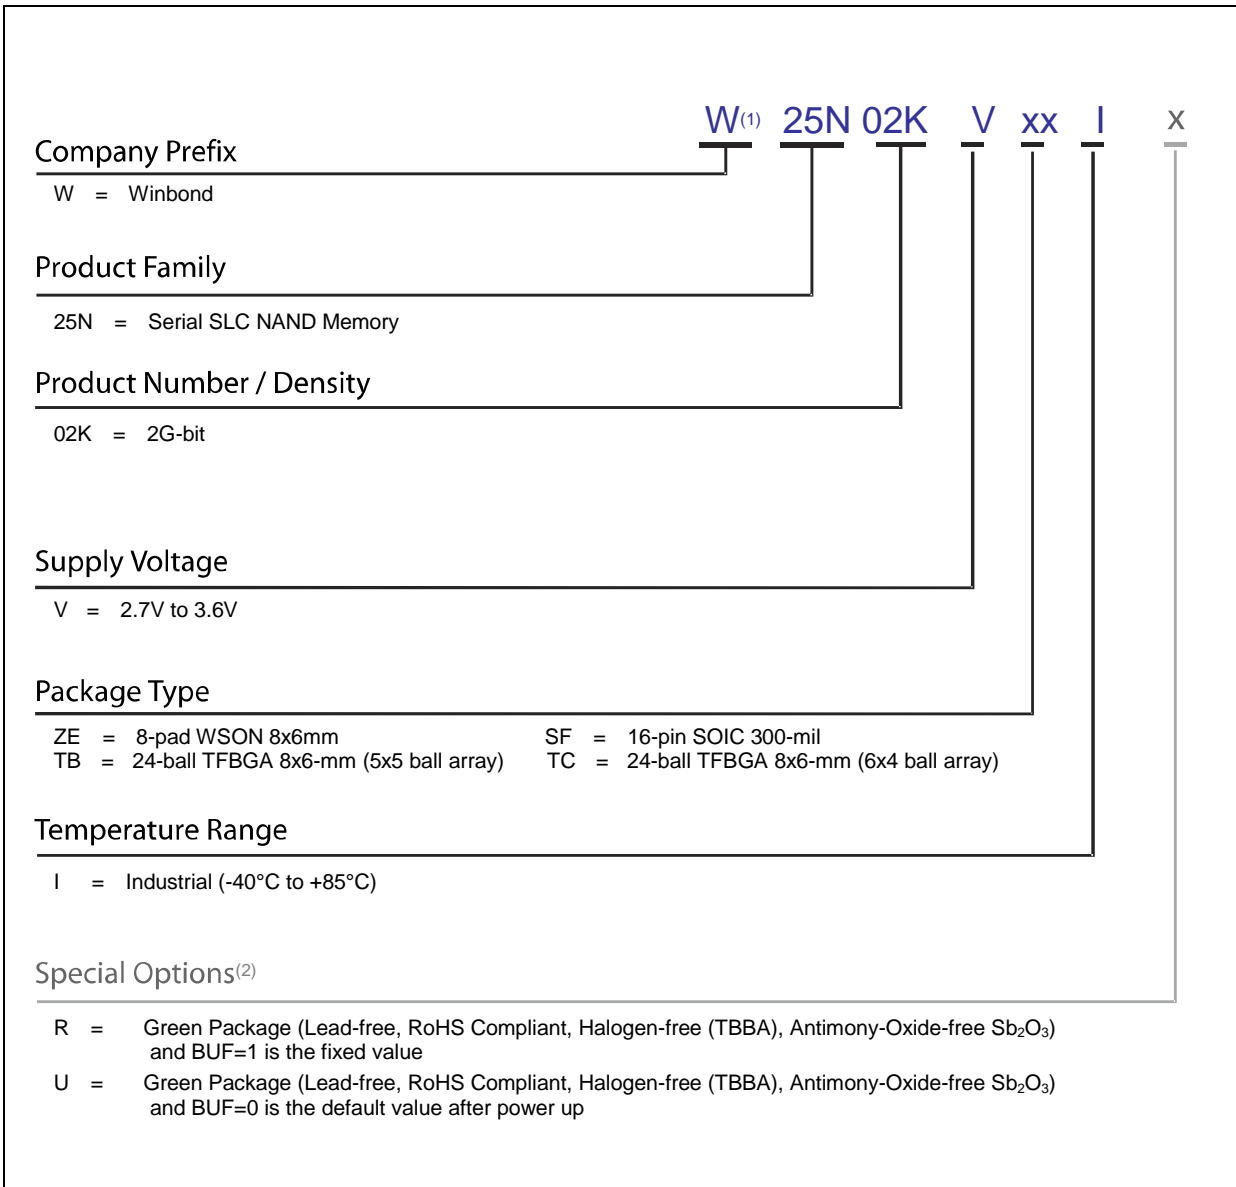 W(1) 25N 02K V xx I x
Company Prefix
W = Winbond
Product Family
25N = Serial SLC NAND Memory
Product Number / Density
02K = 2G-bit
Supply Voltage
V = 2.7V to 3.6V
Package Type
ZE = 8-pad WSON 8x6mm SF = 16-pin SOIC 300-mil
TB = 24-ball TFBGA 8x6-mm (5x5 ball array) TC = 24-ball TFBGA 8x6-mm (6x4 ball array)
Temperature Range
I = Industrial (-40°C to +85°C)
Special Options(2)
R = Green Package (Lead-free, RoHS Compliant, Halogen-free (TBBA), Antimony-Oxide-free Sb2O3)
and BUF=1 is the fixed value
U = Green Package (Lead-free, RoHS Compliant, Halogen-free (TBBA), Antimony-Oxide-free Sb2O3)
and BUF=0 is the default value after power up